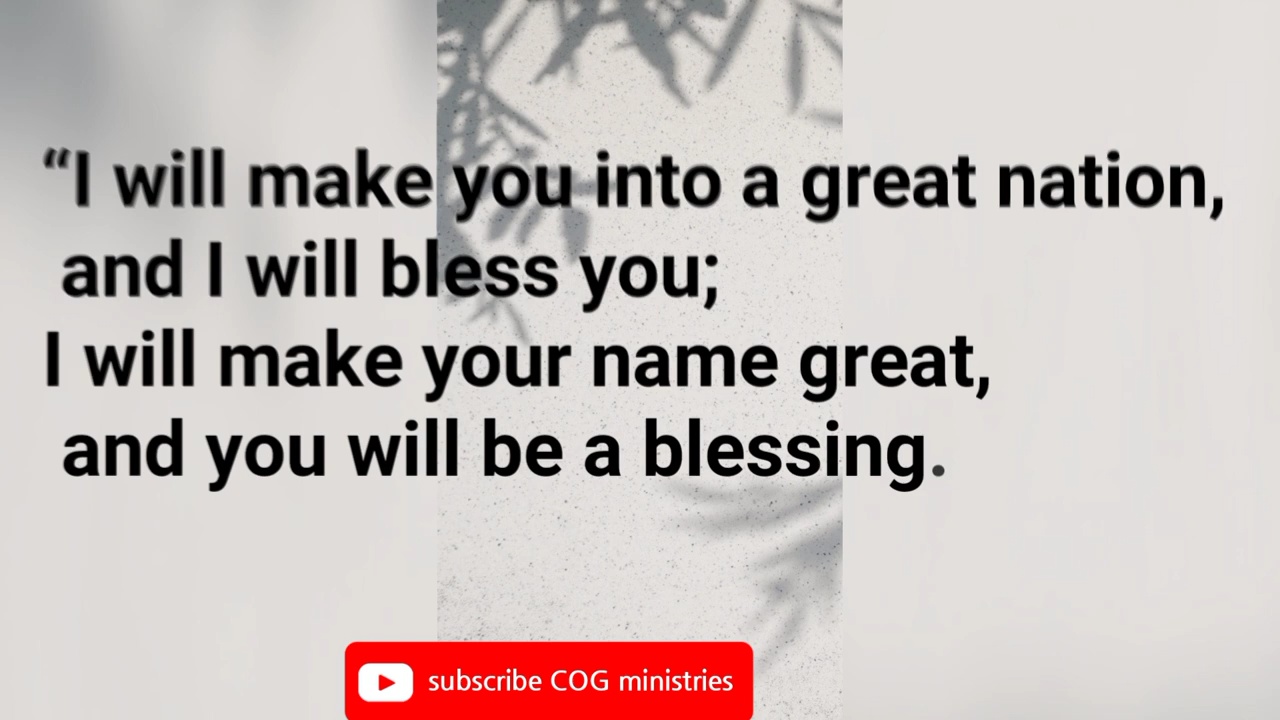 “I will make you into a great nation,
and I will bless you;
I will make your name great,
and you will be a blessing.
subscribe COG ministries